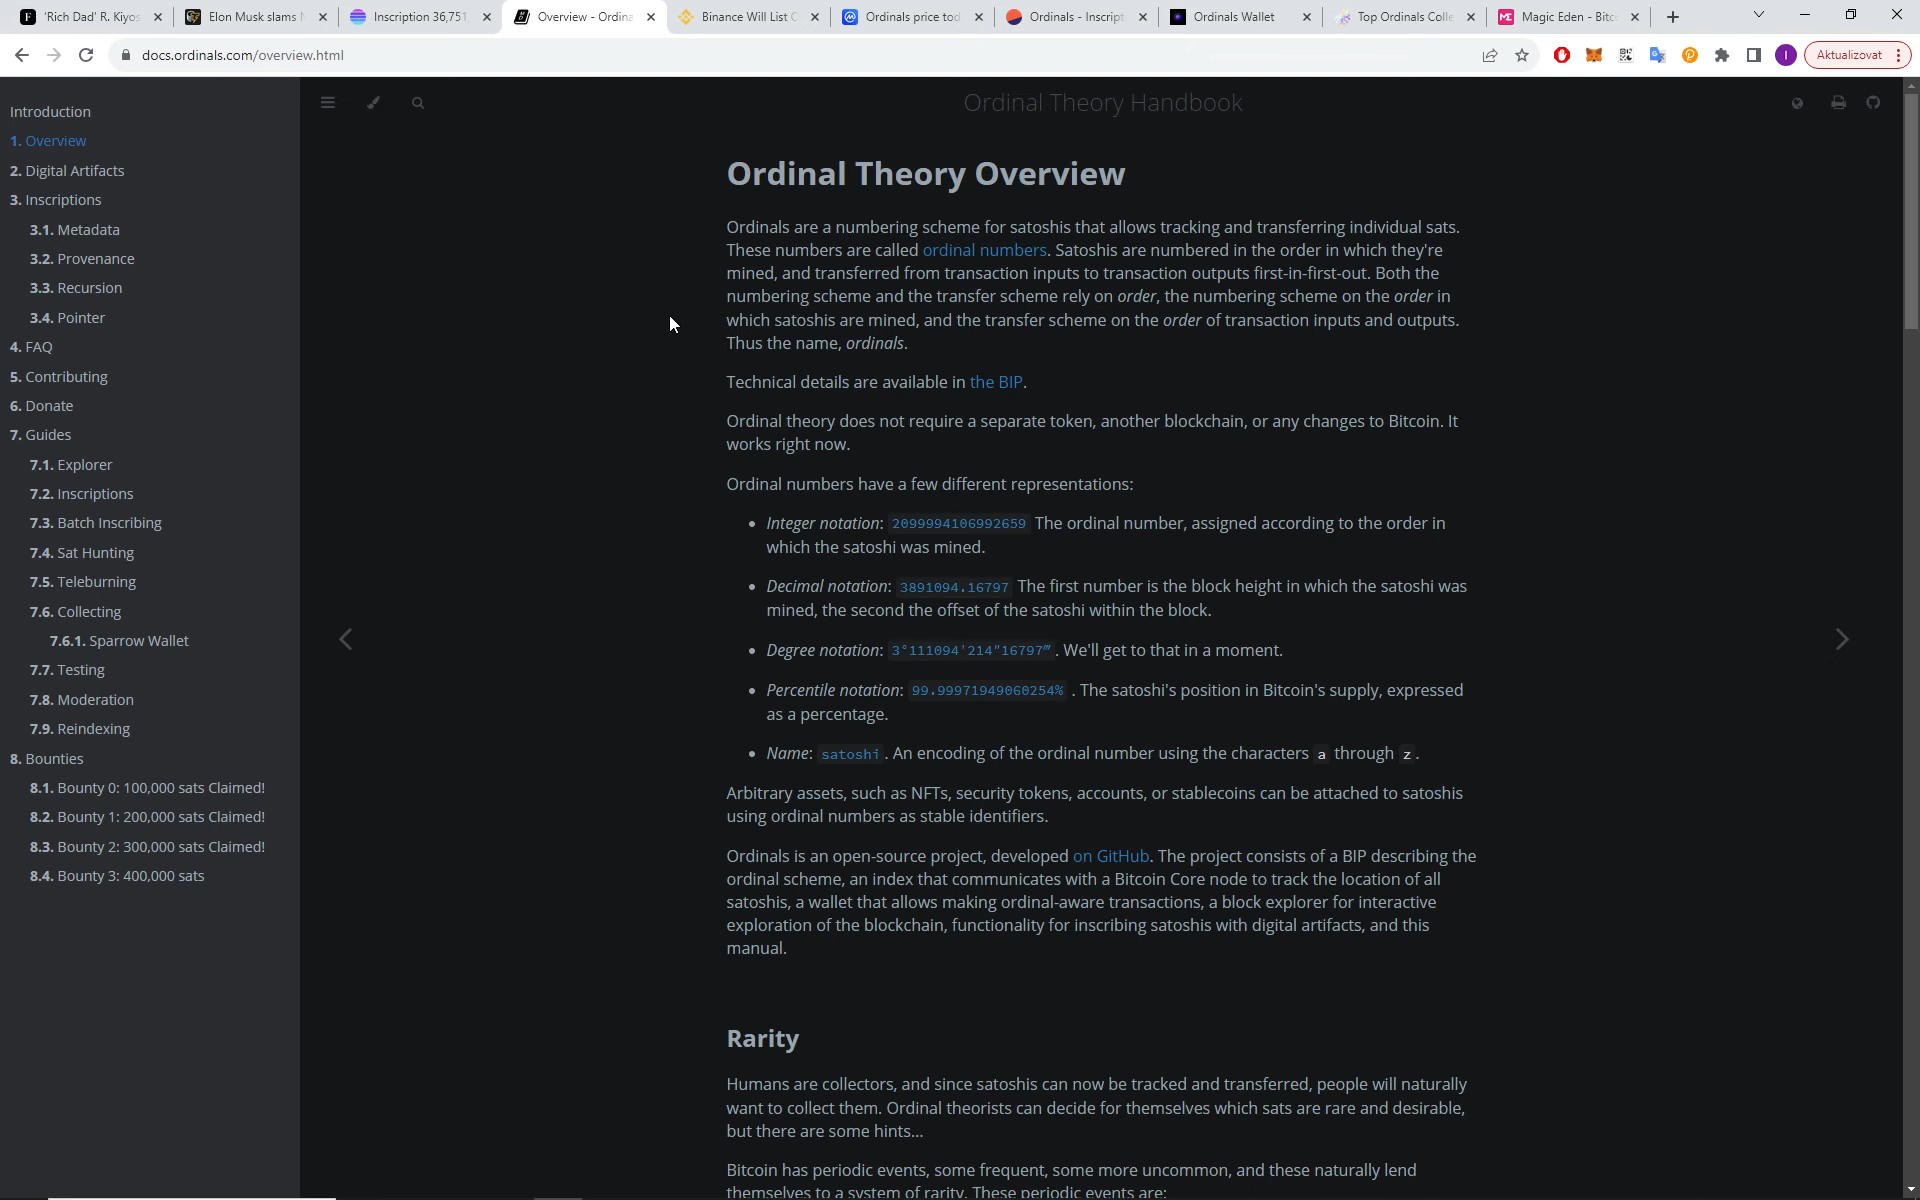 'Rich Dad' R. Kiyos
Elon Musk slams
Inscription 36,751
Overview - Ordina
Binance Will List
Ordinals price tod
Ordinals - Inscript
Ordinals Wallet
Top Ordinals Colle
Magic Eden - Bitc
docs.ordinals.com/overview.html
Aktualizovat
Introduction
1. Overview
2. Digital Artifacts
3. Inscriptions
3.1. Metadata
3.2. Provenance
3.3. Recursion
3.4. Pointer
4. FAQ
5. Contributing
6. Donate
7. Guides
7.1. Explorer
7.2. Inscriptions
7.3. Batch Inscribing
7.4. Sat Hunting
7.5. Teleburning
7.6. Collecting
7.6.1. Sparrow Wallet
7.7. Testing
7.8. Moderation
7.9. Reindexing
8. Bounties
8.1. Bounty 0: 100,000 sats Claimed!
8.2. Bounty 1: 200,000 sats Claimed!
8.3. Bounty 2: 300,000 sats Claimed!
8.4. Bounty 3: 400,000 sats
Ordinal Theory Handbook
Ordinal Theory Overview
Ordinals are a numbering scheme for satoshis that allows tracking and transferring individual sats.
These numbers are called ordinal numbers. Satoshis are numbered in the order in which they're
mined, and transferred from transaction inputs to transaction outputs first-in-first-out. Both the
numbering scheme and the transfer scheme rely on order, the numbering scheme on the order in
which satoshis are mined, and the transfer scheme on the order of transaction inputs and outputs.
Thus the name, ordinals.
Technical details are available in the BIP.
Ordinal theory does not require a separate token, another blockchain, or any changes to Bitcoin. It
works right now.
Ordinal numbers have a few different representations:
• Integer notation: 2099994106992659 The ordinal number, assigned according to the order in
which the satoshi was mined.
• Decimal notation: 3891094.16797 The first number is the block height in which the satoshi was
mined, the second the offset of the satoshi within the block.
• Degree notation: 3°111094′214″16797‴. We'll get to that in a moment.
• Percentile notation: 99.99971949060254% . The satoshi's position in Bitcoin's supply, expressed
as a percentage.
• Name: satoshi. An encoding of the ordinal number using the characters a through z.
Arbitrary assets, such as NFTs, security tokens, accounts, or stablecoins can be attached to satoshis
using ordinal numbers as stable identifiers.
Ordinals is an open-source project, developed on GitHub. The project consists of a BIP describing the
ordinal scheme, an index that communicates with a Bitcoin Core node to track the location of all
satoshis, a wallet that allows making ordinal-aware transactions, a block explorer for interactive
exploration of the blockchain, functionality for inscribing satoshis with digital artifacts, and this
manual.
Rarity
Humans are collectors, and since satoshis can now be tracked and transferred, people will naturally
want to collect them. Ordinal theorists can decide for themselves which sats are rare and desirable,
but there are some hints...
Bitcoin has periodic events, some frequent, some more uncommon, and these naturally lend
themselves to a system of rarity. These periodic events are: